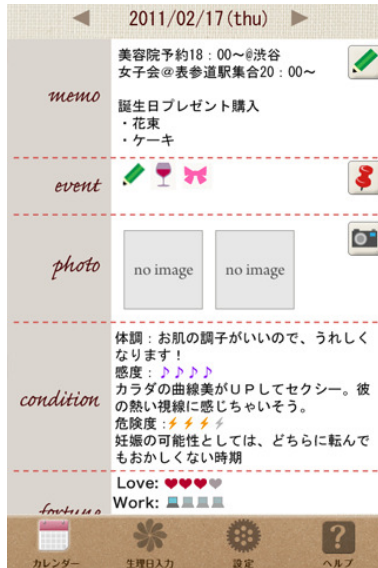 2011/02/17(thu)
memo
美容院予約18：00～@渋谷
女子会＠表参道駅集合20：00～
誕生日プレゼント購入
・花束
・ケーキ
event
photo
no image
no image
condition
体調：お肌の調子がいいので、うれしく
なります！
感度：♪♪♪♪
カラダの曲線美がＵＰしてセクシー。彼
の熱い視線に感じちゃいそう。
危険度：
妊娠の可能性としては、どちらに転んで
もおかしくない時期
fortune
Love:
Work:
カレンダー
生理日入力
設定
ヘルプ